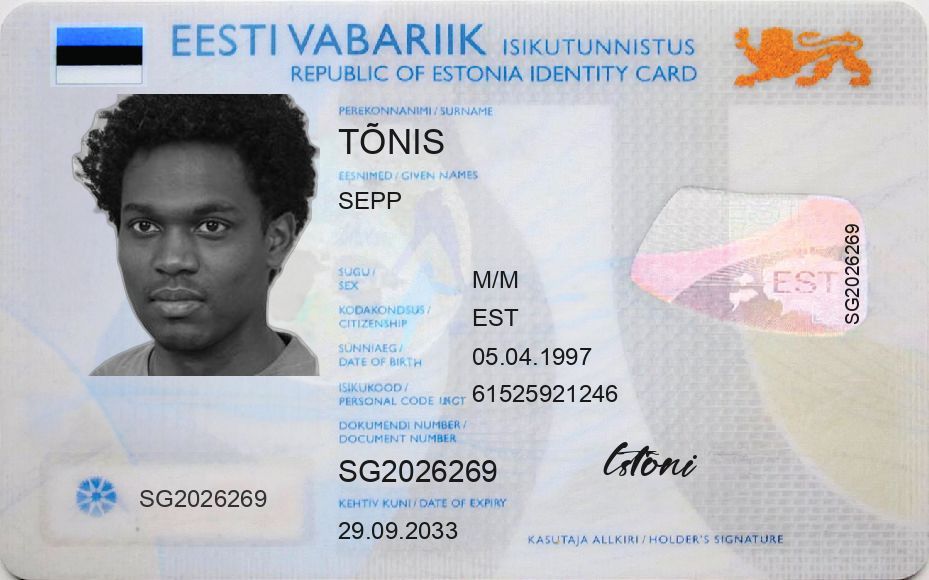 EESTI VABARIIK ISIKUTUNNISTUS
REPUBLIC OF ESTONIA IDENTITY CARD
PEREKONNANIMI / SURNAME
TÕNIS
EESNIMED / GIVEN NAMES
SEPP
SUGU /
SEX
M/M
KODAKONDSUS /
CITIZENSHIP
EST
SÜNNIAEG /
DATE OF BIRTH
05.04.1997
ISIKUKOOD /
PERSONAL CODE
61525921246
DOKUMENDI NUMBER /
DOCUMENT NUMBER
SG2026269
KEHTIV KUNI / DATE OF EXPIRY
29.09.2033
SG2026269
EST
SG2026269
Estoni
KASUTAJA ALLKIRI / HOLDER'S SIGNATURE